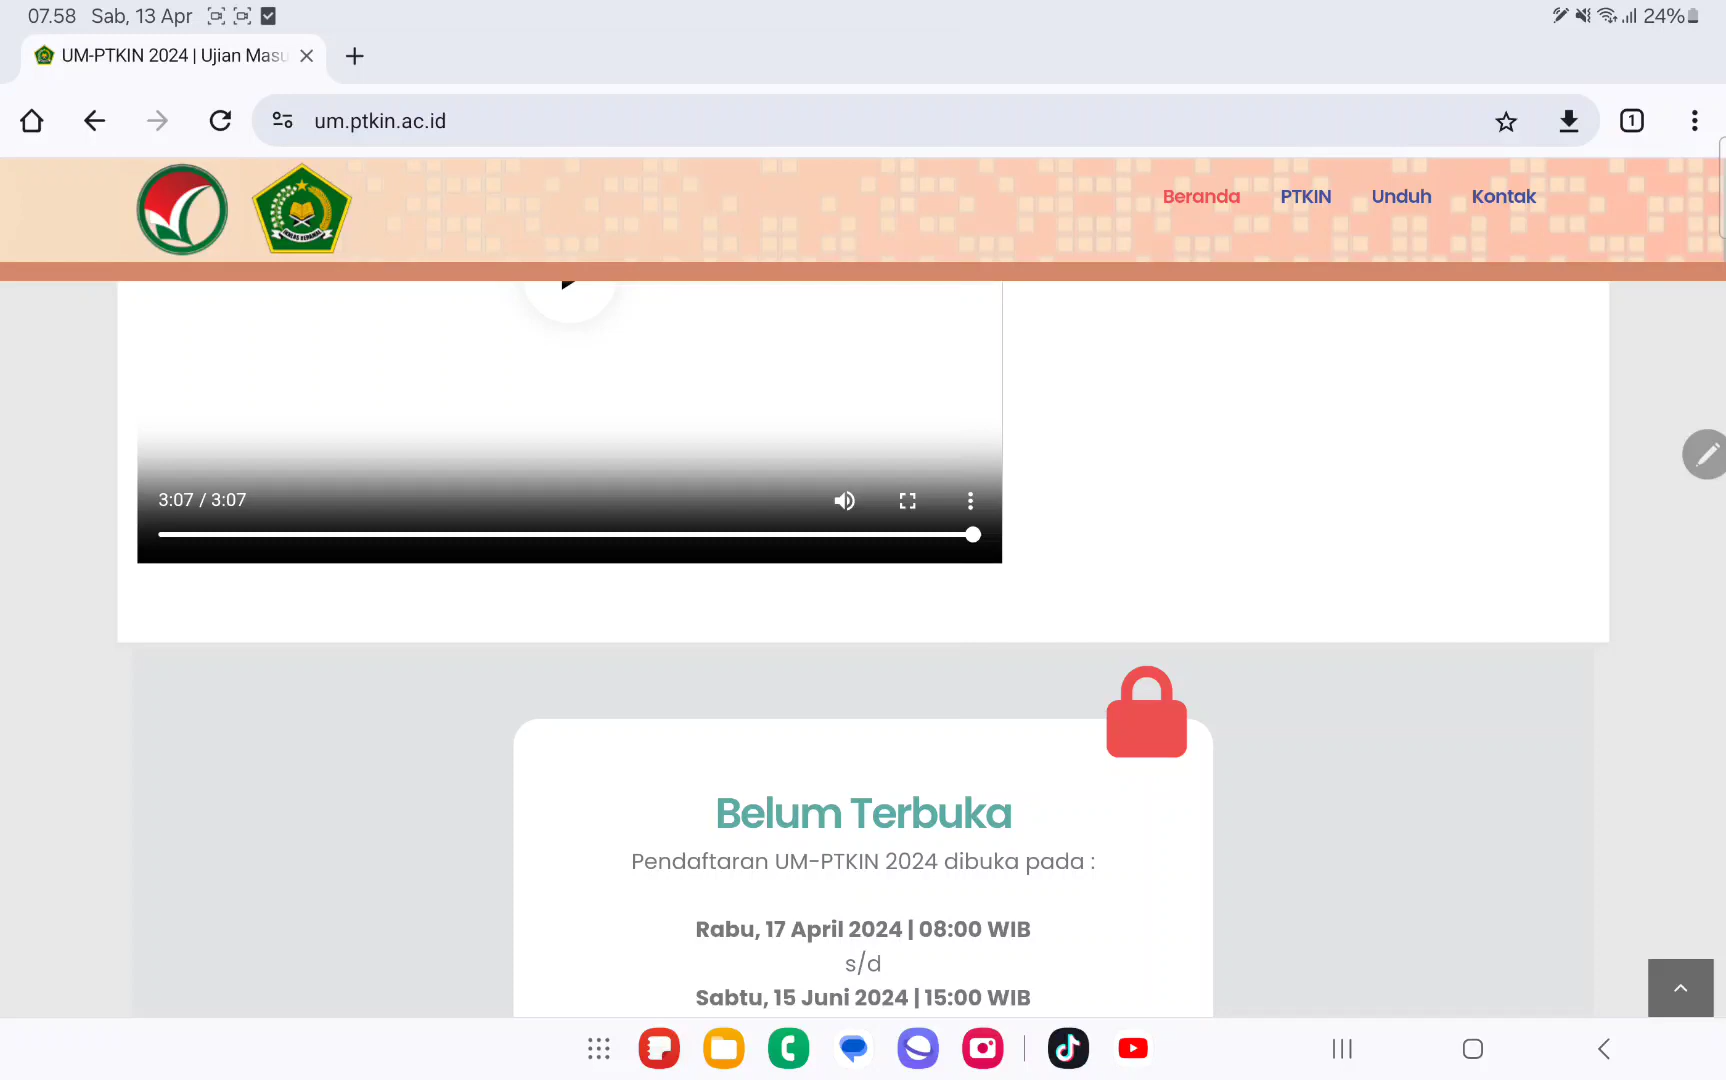 07.58 Sab, 13 Apr
24%
UM-PTKIN 2024 | Ujian Masu
um.ptkin.ac.id
1
Beranda PTKIN Unduh Kontak
3:07 / 3:07
Belum Terbuka
Pendaftaran UM-PTKIN 2024 dibuka pada :
Rabu, 17 April 2024 | 08:00 WIB
s/d
Sabtu, 15 Juni 2024 | 15:00 WIB